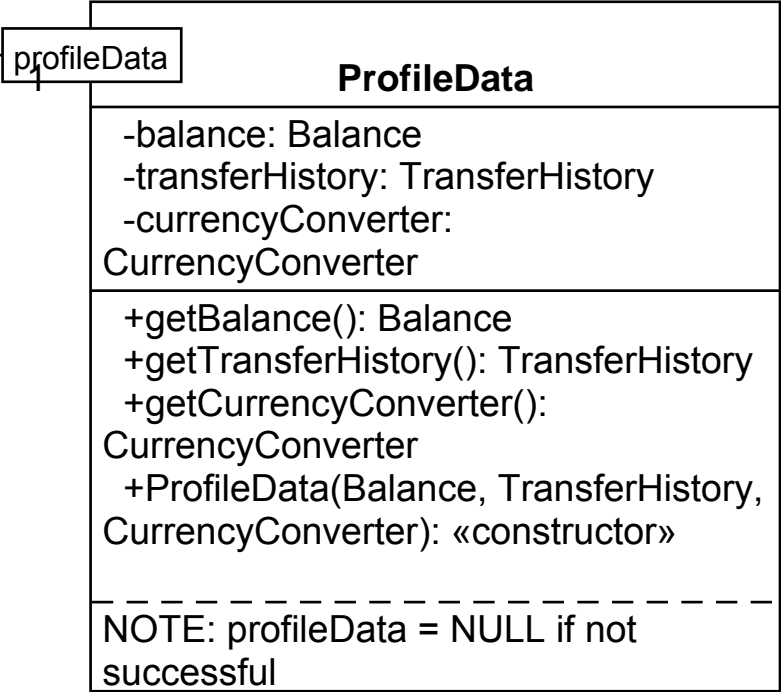 profileData
1
ProfileData
-balance: Balance
-transferHistory: TransferHistory
-currencyConverter:
CurrencyConverter
+getBalance(): Balance
+getTransferHistory(): TransferHistory
+getCurrencyConverter():
CurrencyConverter
+ProfileData(Balance, TransferHistory,
CurrencyConverter): «constructor»
NOTE: profileData = NULL if not
successful